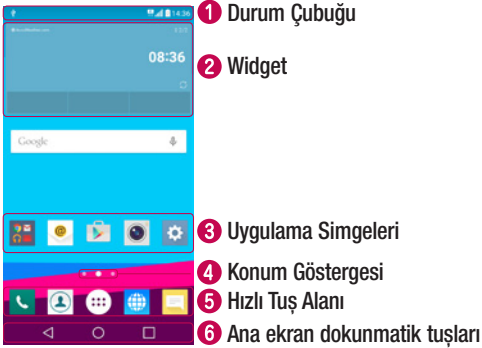 14:36
1 Durum Çubuğu
08:36
2 Widget
Google
3 Uygulama Simgeleri
4 Konum Göstergesi
5 Hızlı Tuş Alanı
6 Ana ekran dokunmatik tuşları